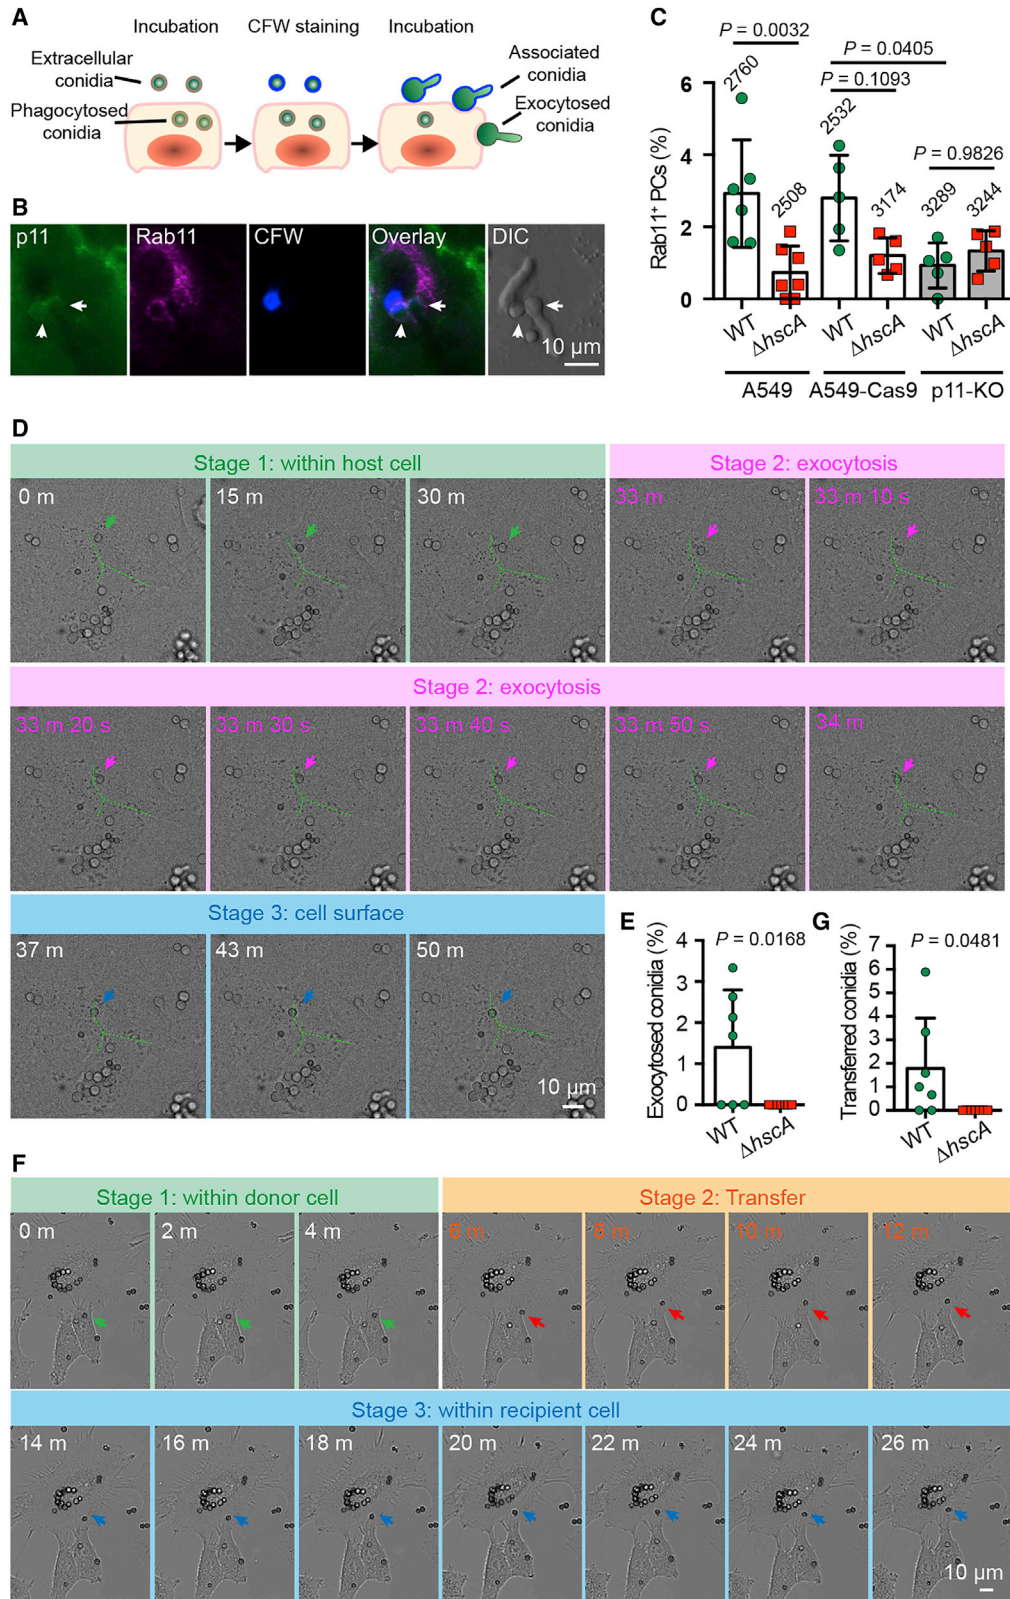 A
Incubation
CFW staining
Incubation
Extracellular
conidia
Phagocytosed
conidia
Associated
conidia
Exocytosed
conidia
B
p11
Rab11
CFW
Overlay
DIC
10 µm
C
P = 0.0032
P = 0.0405
P = 0.1093
P = 0.9826
2760
2508
2532
3174
3289
3244
Rab11+ PCs (%)
6
4
2
0
WT
ΔhscA
WT
ΔhscA
WT
ΔhscA
A549
A549-Cas9
p11-KO
D
Stage 1: within host cell
Stage 2: exocytosis
0 m
15 m
30 m
33 m
33 m 10 s
Stage 2: exocytosis
33 m 20 s
33 m 30 s
33 m 40 s
33 m 50 s
34 m
Stage 3: cell surface
37 m
43 m
50 m
10 µm
E
P = 0.0168
Exocytosed conidia (%)
4
3
2
1
0
WT
ΔhscA
G
P = 0.0481
Transferred conidia (%)
7
6
5
4
3
2
1
0
WT
ΔhscA
F
Stage 1: within donor cell
Stage 2: Transfer
0 m
2 m
4 m
6 m
8 m
10 m
12 m
Stage 3: within recipient cell
14 m
16 m
18 m
20 m
22 m
24 m
26 m
10 µm